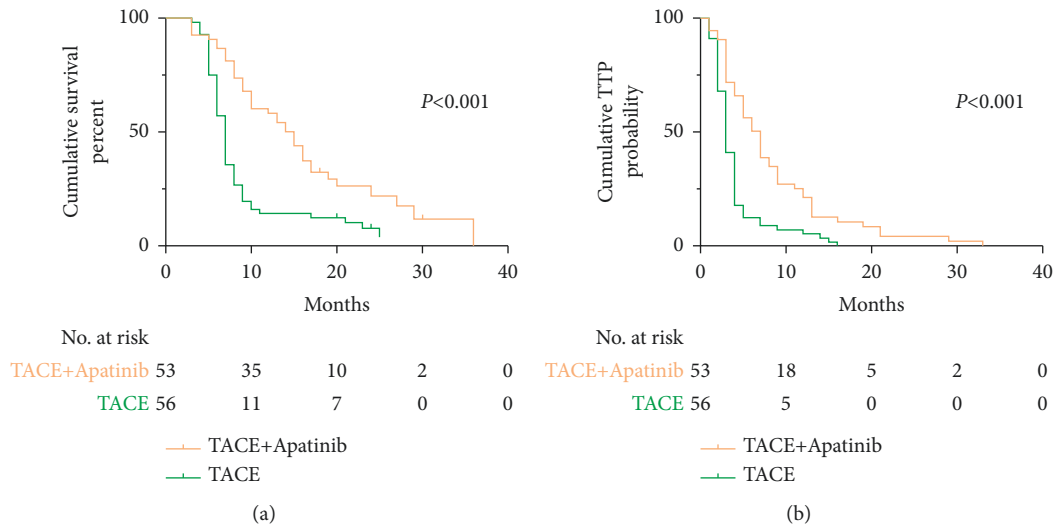 100
50
0
Cumulative survival
percent
P<0.001
0 10 20 30 40
Months
No. at risk
TACE+Apatinib 53 35 10 2 0
TACE 56 11 7 0 0
TACE+Apatinib
TACE
(a)
100
50
0
Cumulative TTP
probability
P<0.001
0 10 20 30 40
Months
No. at risk
TACE+Apatinib 53 18 5 2 0
TACE 56 5 0 0 0
TACE+Apatinib
TACE
(b)